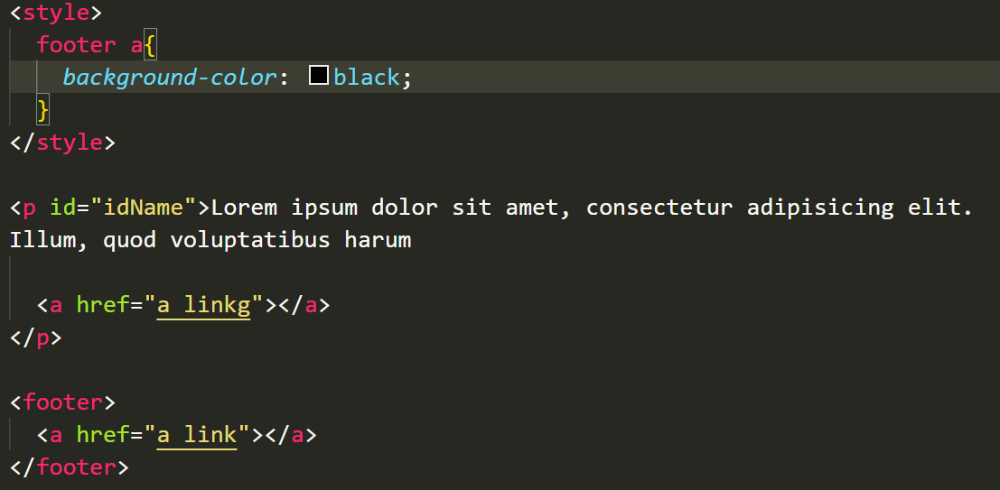 <style>
footer a{
background-color: black;
}
</style>
<p id="idName">Lorem ipsum dolor sit amet, consectetur adipisicing elit.
Illum, quod voluptatibus harum
<a href="a linkg"></a>
</p>
<footer>
<a href="a link"></a>
</footer>